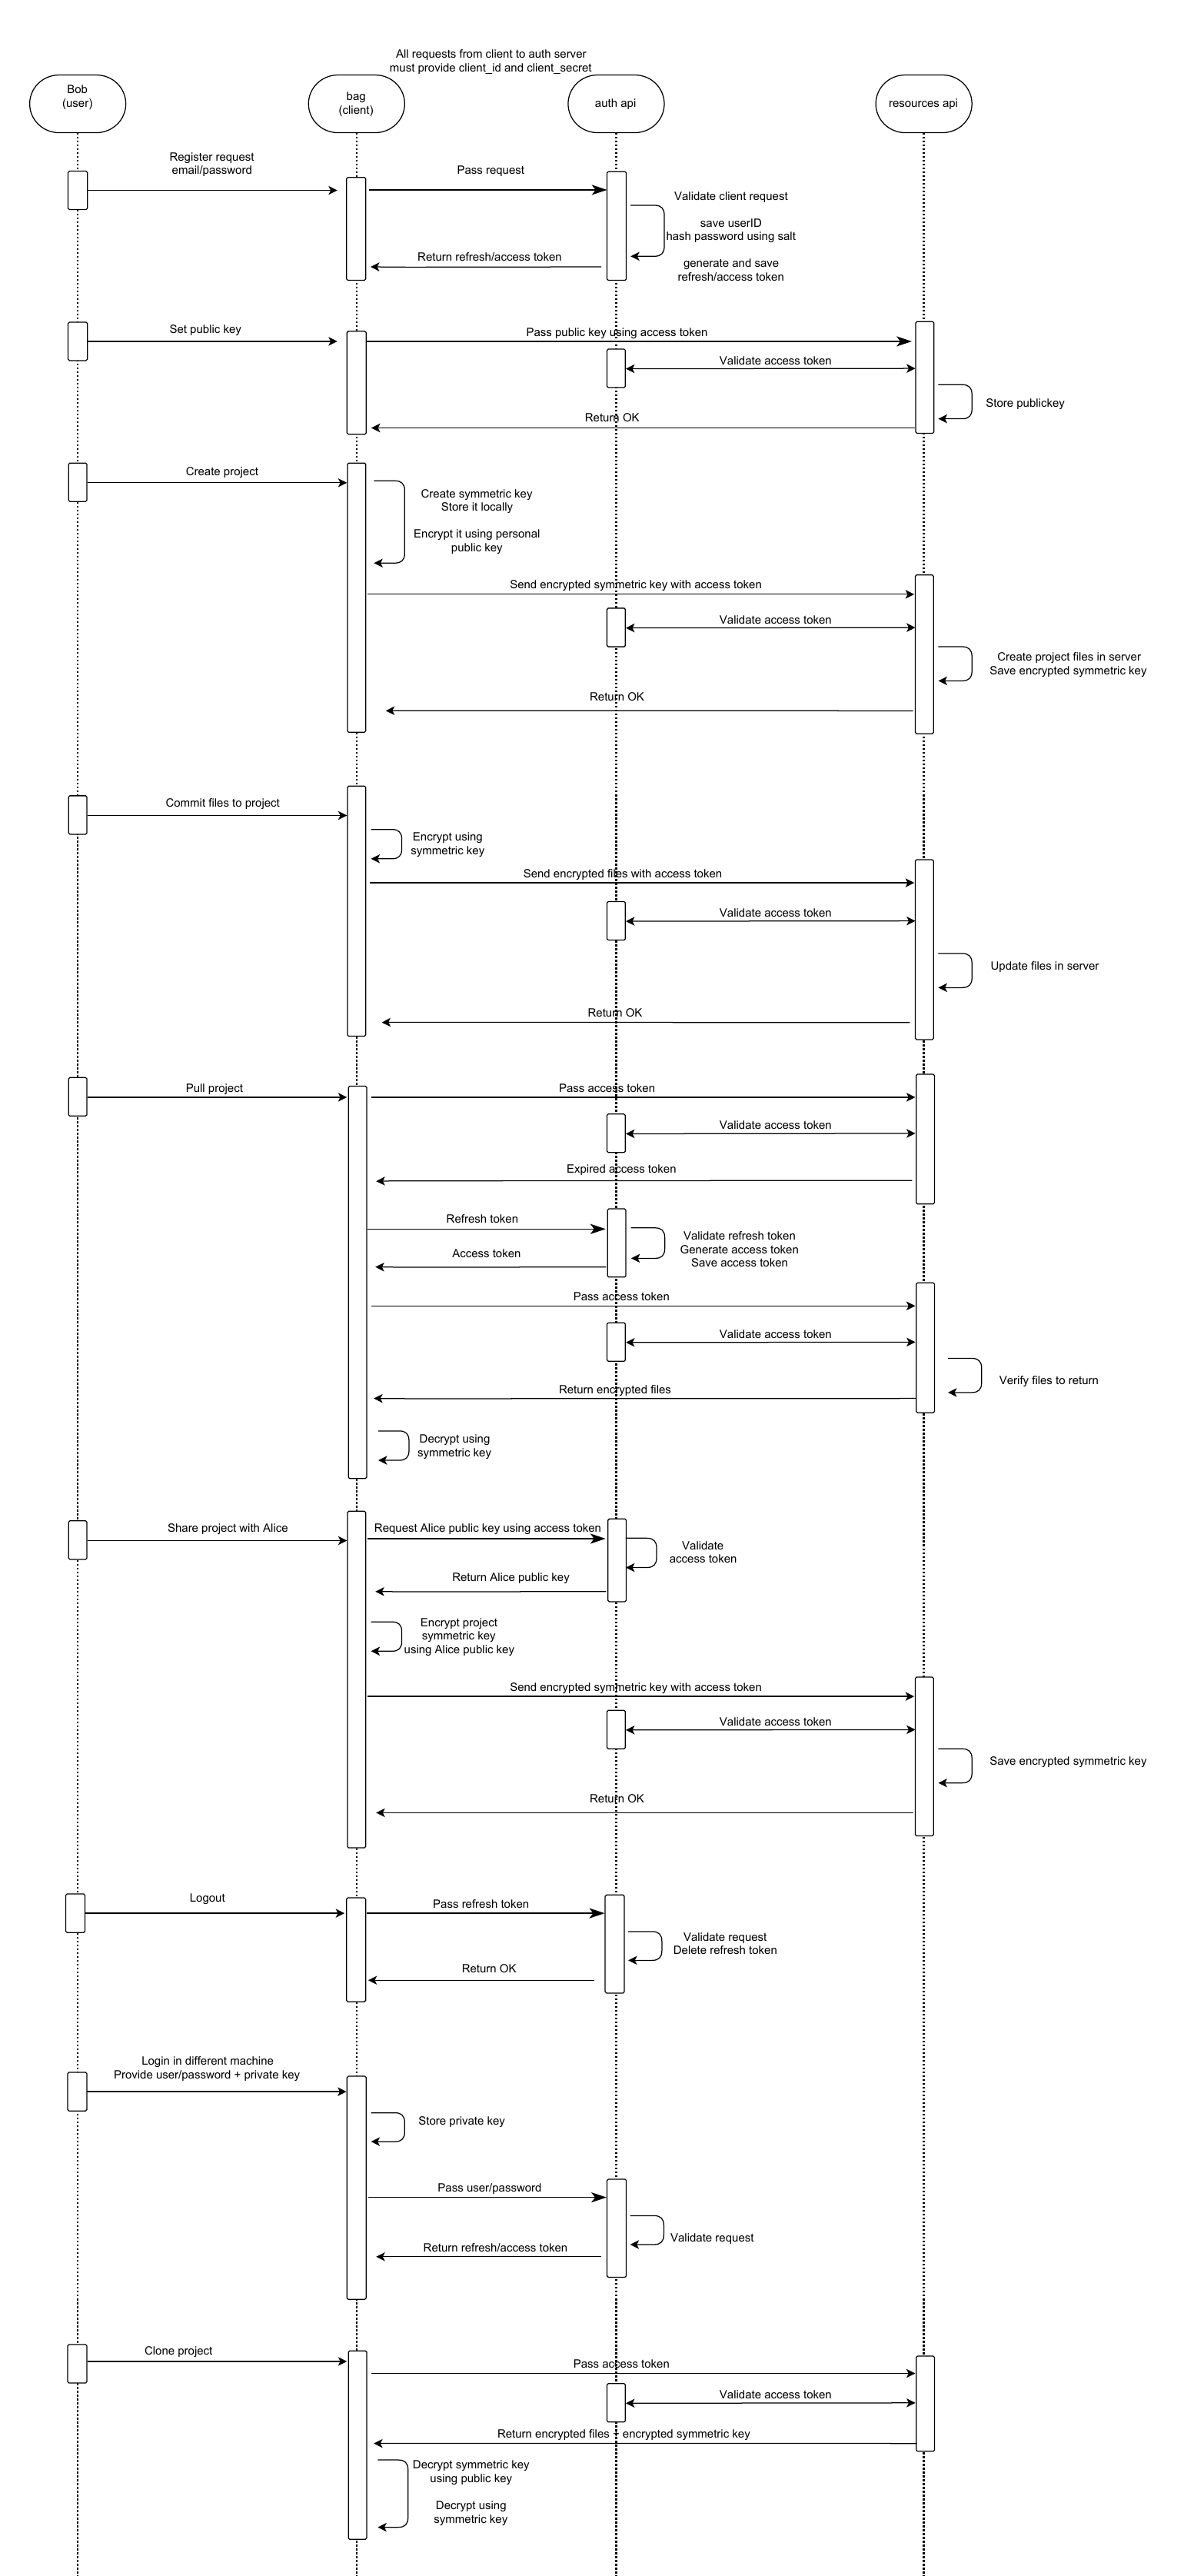 All requests from client to auth server
must provide client_id and client_secret
Bob
(user)
bag
(client)
auth api
resources api
Register request
email/password
Pass request
Validate client request
save userID
hash password using salt
generate and save
refresh/access token
Return refresh/access token
Set public key
Pass public key using access token
Validate access token
Store publickey
Return OK
Create project
Create symmetric key
Store it locally
Encrypt it using personal
public key
Send encrypted symmetric key with access token
Validate access token
Create project files in server
Save encrypted symmetric key
Return OK
Commit files to project
Encrypt using
symmetric key
Send encrypted files with access token
Validate access token
Update files in server
Return OK
Pull project
Pass access token
Validate access token
Expired access token
Refresh token
Validate refresh token
Generate access token
Save access token
Access token
Pass access token
Validate access token
Verify files to return
Return encrypted files
Decrypt using
symmetric key
Share project with Alice
Request Alice public key using access token
Validate
access token
Return Alice public key
Encrypt project
symmetric key
using Alice public key
Send encrypted symmetric key with access token
Validate access token
Save encrypted symmetric key
Return OK
Logout
Pass refresh token
Validate request
Delete refresh token
Return OK
Login in different machine
Provide user/password + private key
Store private key
Pass user/password
Validate request
Return refresh/access token
Clone project
Pass access token
Validate access token
Return encrypted files + encrypted symmetric key
Decrypt symmetric key
using public key
Decrypt using
symmetric key